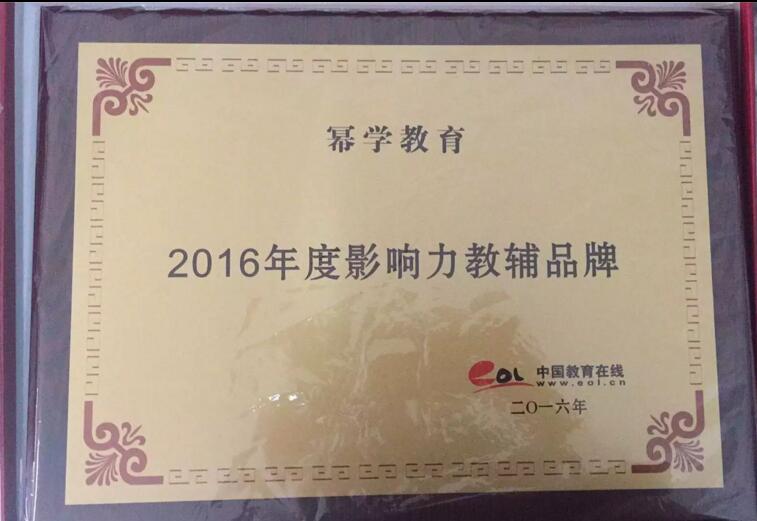 幂学教育
2016年度影响力教辅品牌
eoL 中国教育在线
www.eol.cn
二〇一六年